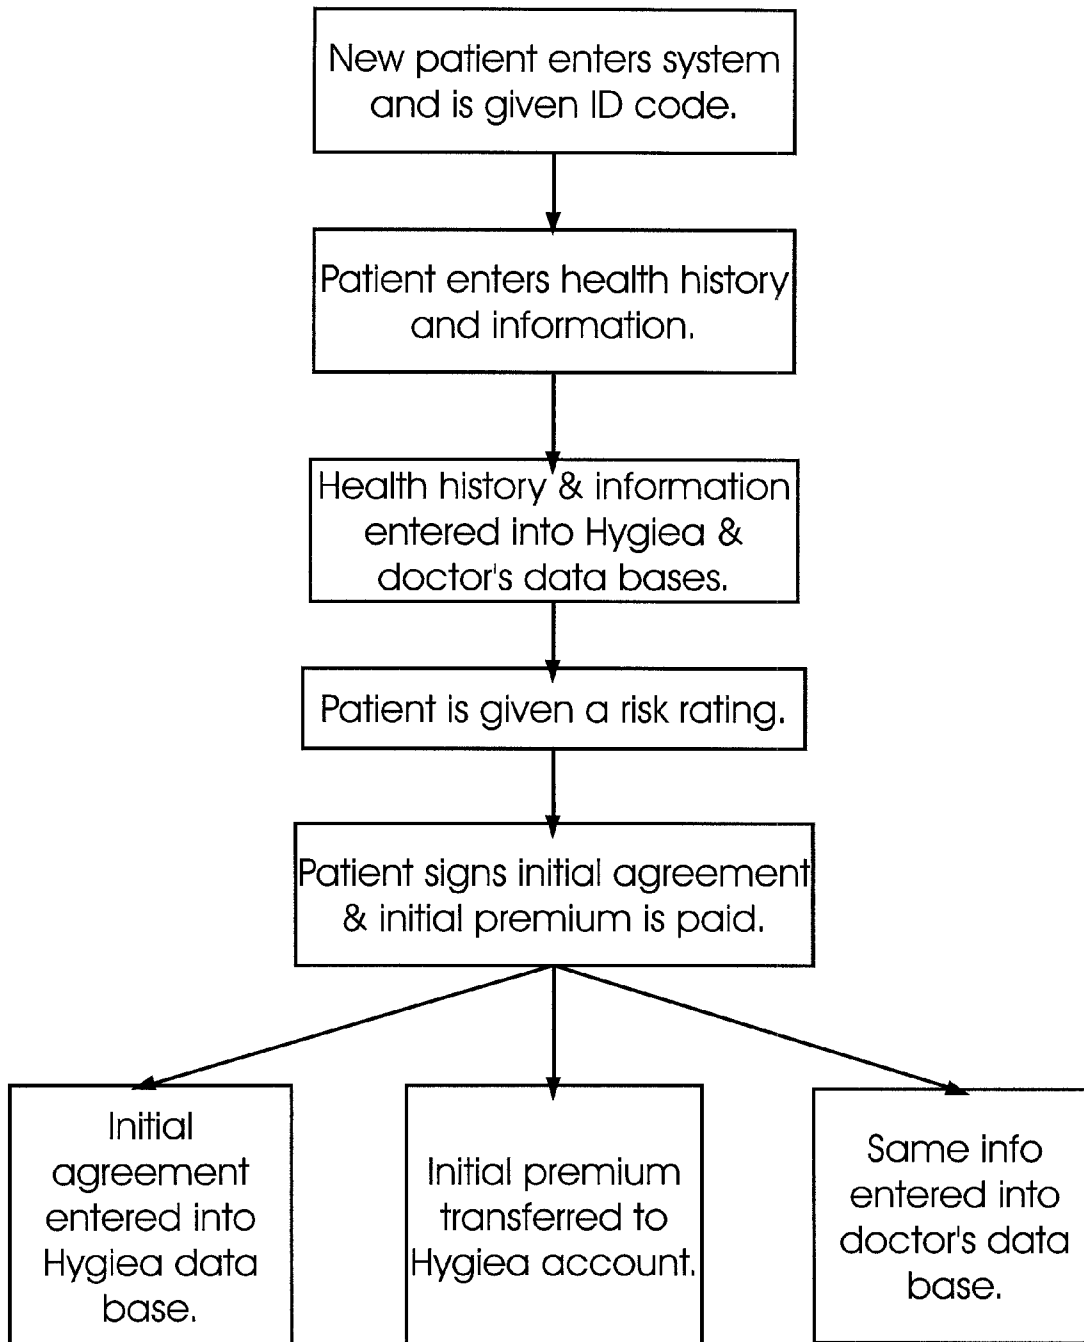 New patient enters system
and is given ID code.
Patient enters health history
and information.
Health history & information
entered into Hygiea &
doctor's data bases.
Patient is given a risk rating.
Patient signs initial agreement
& initial premium is paid.
Initial
agreement
entered into
Hygiea data
base.
Initial premium
transferred to
Hygiea account.
Same info
entered into
doctor's data
base.